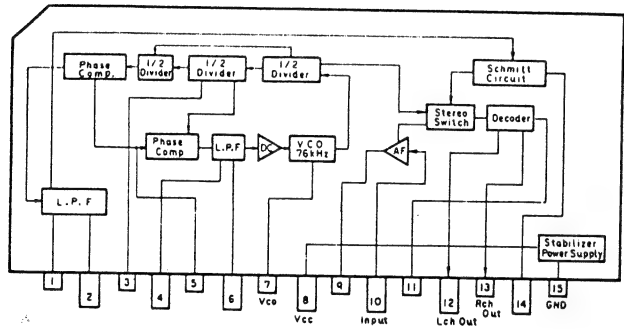 Phase
Comp.
1/2
Divider
1/2
Divider
1/2
Divider
Schmitt
Circuit
Stereo
Switch
Decoder
Phase
Comp
L.P.F
DC
V.C.O
76kHz
AF
L.P.F
Stabilizer
Power Supply
1
2
3
4
5
6
7
8
9
10
11
12
13
14
15
Vco
Vcc
Input
Lch Out
Rch
Out
GND